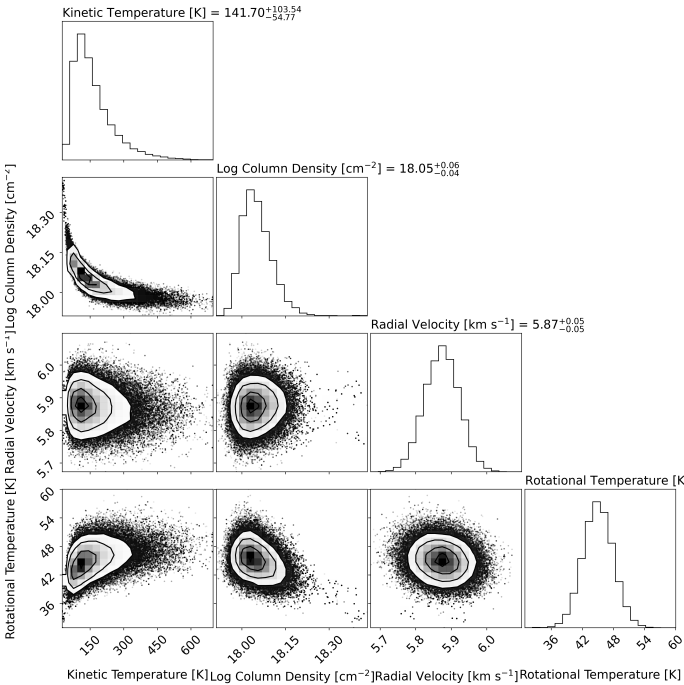 Kinetic Temperature [K] = 141.70+103.54 −54.77
Log Column Density [cm−2] = 18.05+0.06 −0.04
Log Column Density [cm−2]
18.30
18.15
18.00
Radial Velocity [km s−1] = 5.87+0.05 −0.05
Radial Velocity [km s−1]
6.0
5.9
5.8
5.7
Rotational Temperature [K
Rotational Temperature [K]
60
54
48
42
36
150 300 450 600 18.00 18.15 18.30 5.7 5.8 5.9 6.0 36 42 48 54 60
Kinetic Temperature [K] Log Column Density [cm−2] Radial Velocity [km s−1] Rotational Temperature [K]